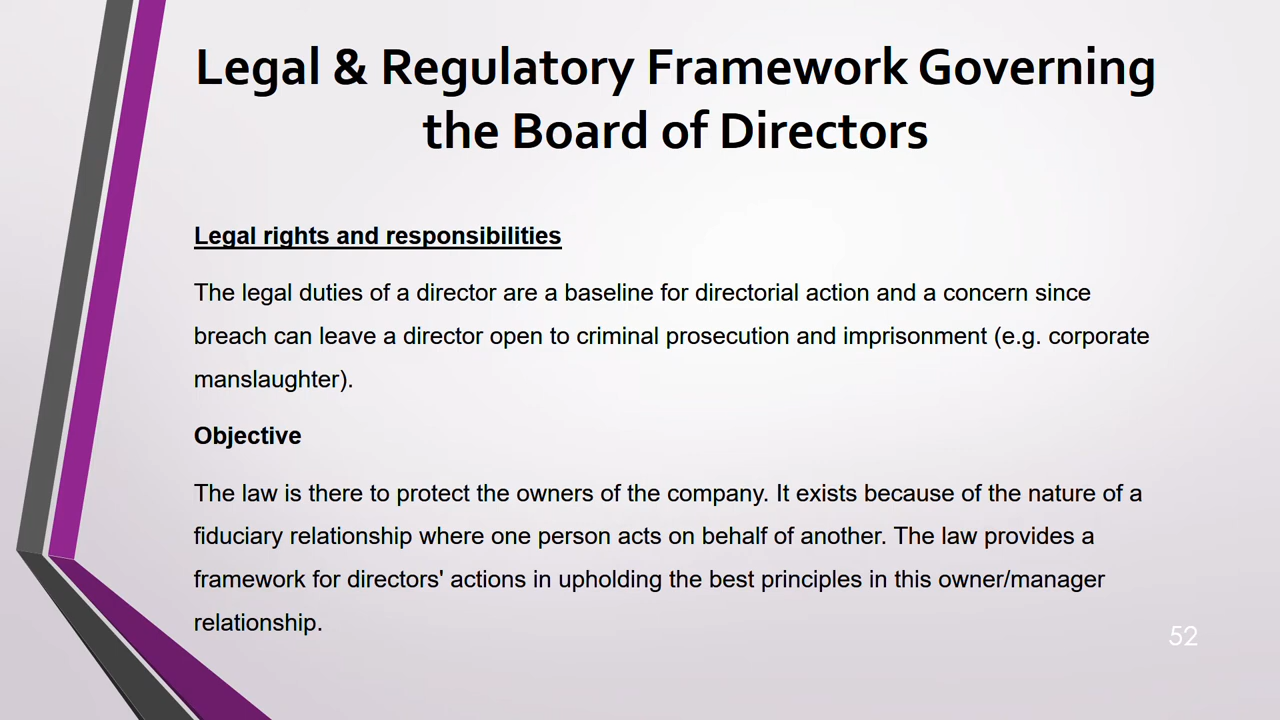 Legal & Regulatory Framework Governing
the Board of Directors
Legal rights and responsibilities
The legal duties of a director are a baseline for directorial action and a concern since
breach can leave a director open to criminal prosecution and imprisonment (e.g. corporate
manslaughter).
Objective
The law is there to protect the owners of the company. It exists because of the nature of a
fiduciary relationship where one person acts on behalf of another. The law provides a
framework for directors' actions in upholding the best principles in this owner/manager
relationship.
52